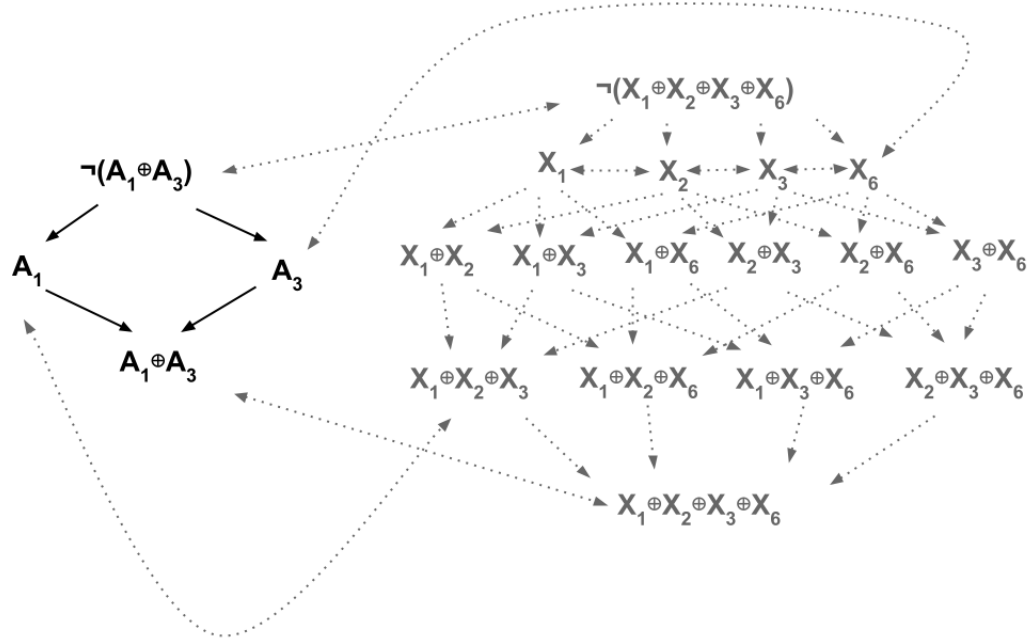 ¬(X₁⊕X₂⊕X₃⊕X₆)
¬(A₁⊕A₃)
X₁ X₂ X₃ X₆
A₁ A₃
X₁⊕X₂ X₁⊕X₃ X₁⊕X₆ X₂⊕X₃ X₂⊕X₆ X₃⊕X₆
A₁⊕A₃
X₁⊕X₂⊕X₃ X₁⊕X₂⊕X₆ X₁⊕X₃⊕X₆ X₂⊕X₃⊕X₆
X₁⊕X₂⊕X₃⊕X₆